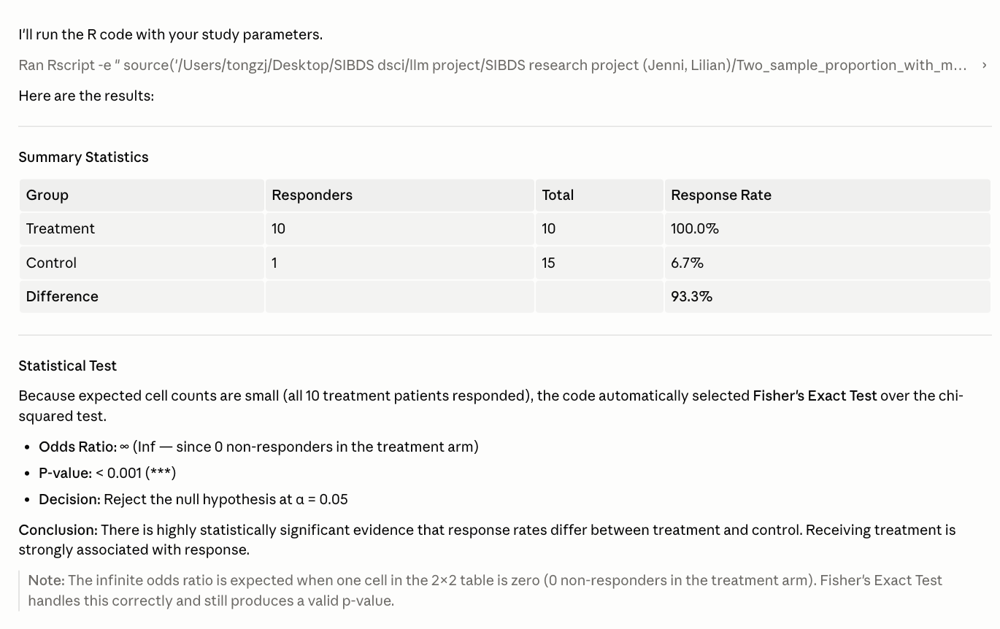 I'll run the R code with your study parameters.
Ran Rscript -e " source('/Users/tongzj/Desktop/SIBDS dsci/llm project/SIBDS research project (Jenni, Lilian)/Two_sample_proportion_with_m…
Here are the results:
Summary Statistics
Group Responders Total Response Rate
Treatment 10 10 100.0%
Control 1 15 6.7%
Difference 93.3%
Statistical Test
Because expected cell counts are small (all 10 treatment patients responded), the code automatically selected Fisher's Exact Test over the chi-
squared test.
• Odds Ratio: ∞ (Inf — since 0 non-responders in the treatment arm)
• P-value: < 0.001 (***)
• Decision: Reject the null hypothesis at α = 0.05
Conclusion: There is highly statistically significant evidence that response rates differ between treatment and control. Receiving treatment is
strongly associated with response.
Note: The infinite odds ratio is expected when one cell in the 2×2 table is zero (0 non-responders in the treatment arm). Fisher's Exact Test
handles this correctly and still produces a valid p-value.